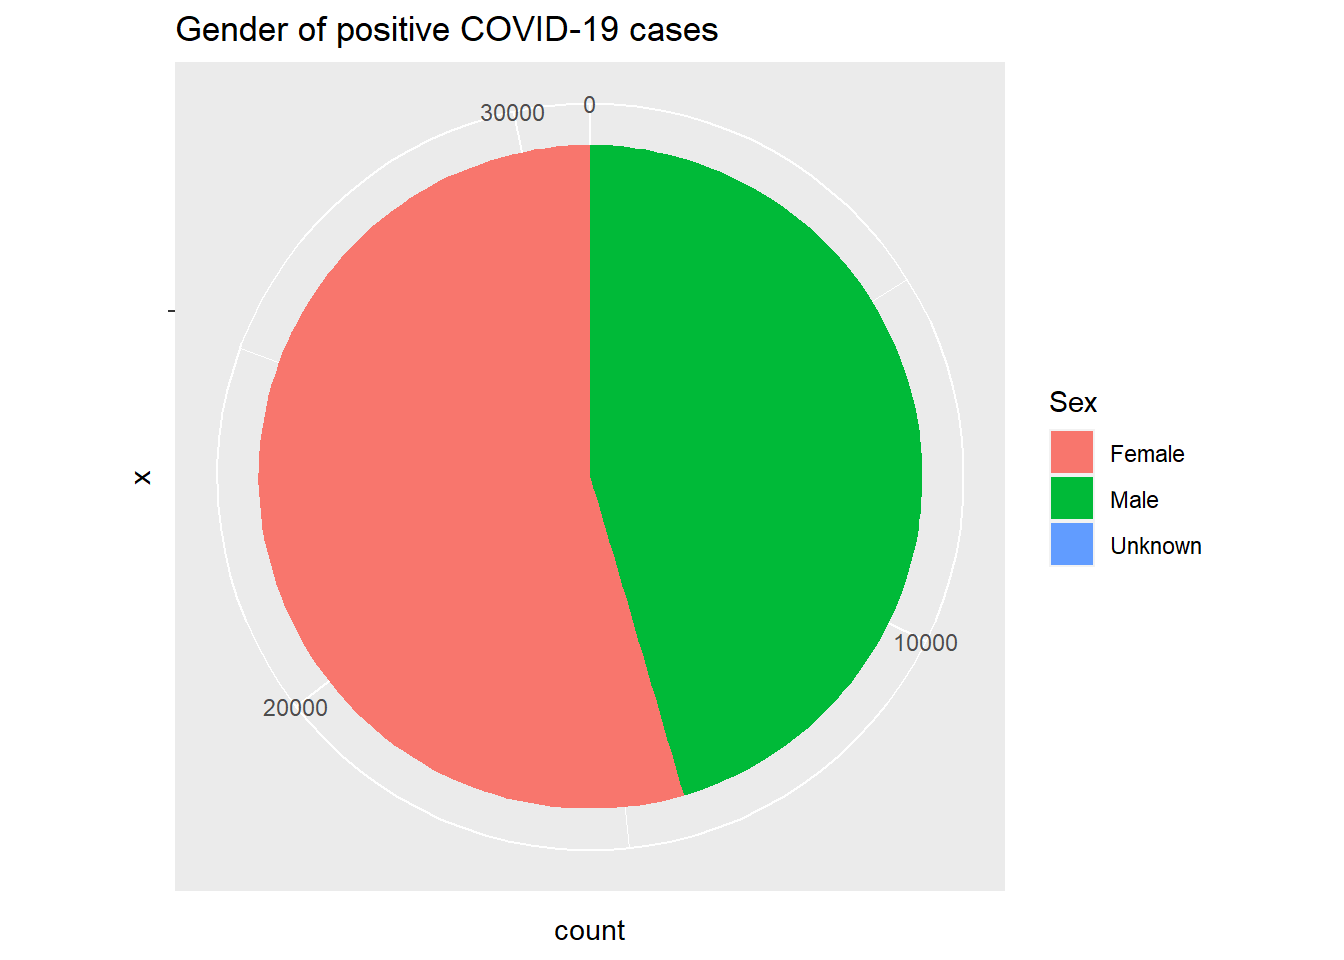 Gender of positive COVID-19 cases
30000
0
10000
20000
x
count
Sex
Female
Male
Unknown